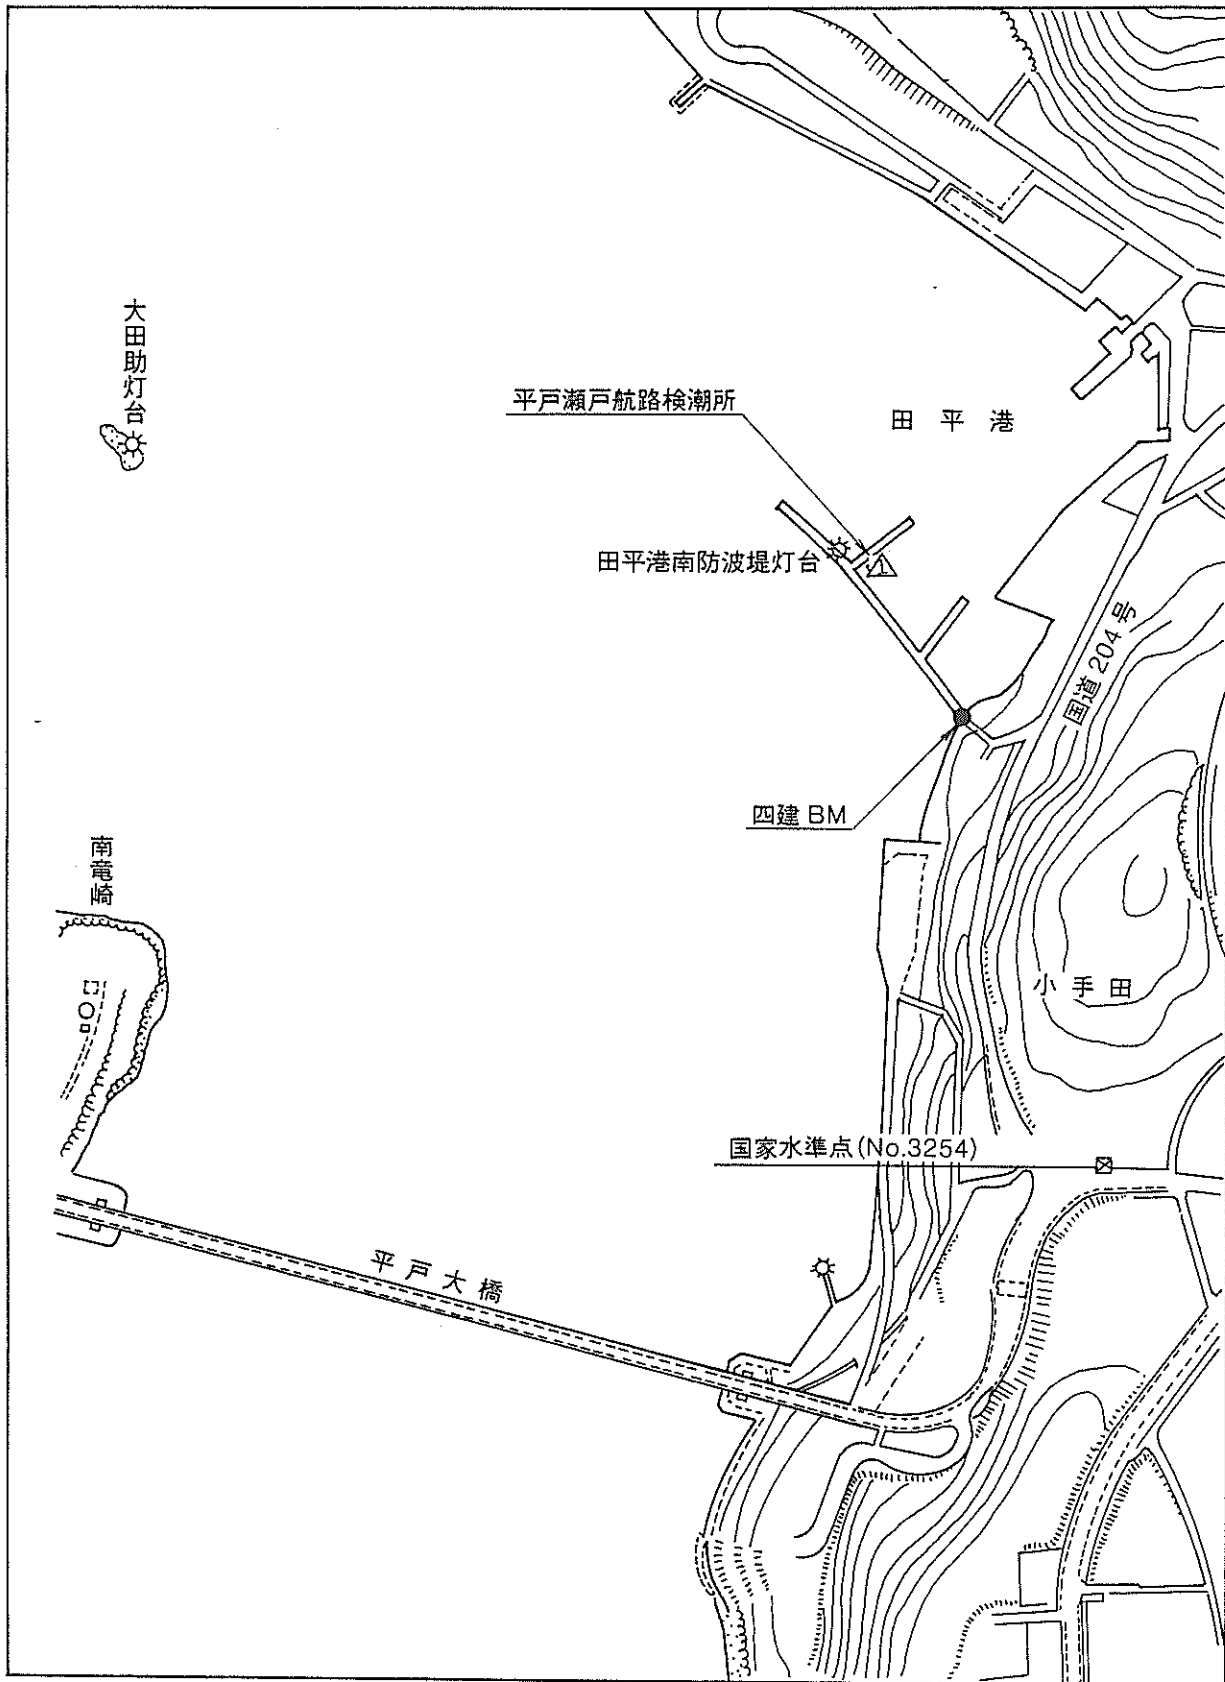 大田助灯台
平戸瀬戸航路検潮所
田平港
田平港南防波堤灯台
国道204号
四建 BM
南竜崎
小手田
国家水準点(No.3254)
平戸大橋